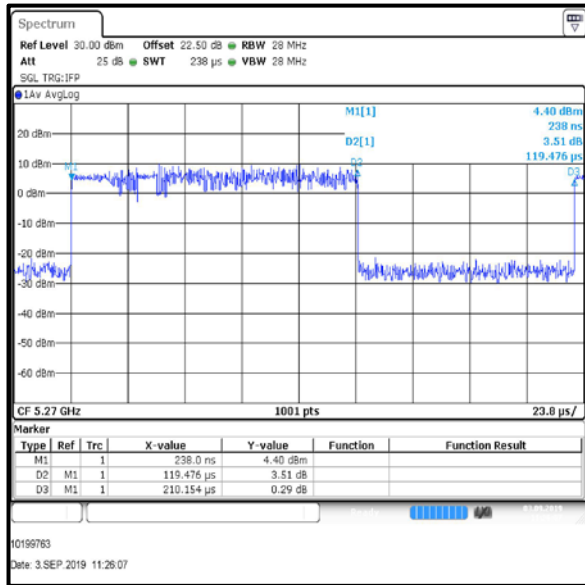 Spectrum
Ref Level 30.00 dBm Offset 22.50 dB RBW 28 MHz
Att 25 dB SWT 238 µs VBW 28 MHz
SGL TRG:IFP
1Av AvgLog
M1[1] 4.40 dBm
238 ns
D2[1] 3.51 dB
119.476 µs
20 dBm
10 dBm
M1
D2
D3
0 dBm
-10 dBm
-20 dBm
-30 dBm
-40 dBm
-50 dBm
-60 dBm
CF 5.27 GHz 1001 pts 23.8 µs/
Marker
Type Ref Trc X-value Y-value Function Function Result
M1 1 238.0 ns 4.40 dBm
D2 M1 1 119.476 µs 3.51 dB
D3 M1 1 210.154 µs 0.29 dB
10199763
Date: 3.SEP.2019 11:26:07